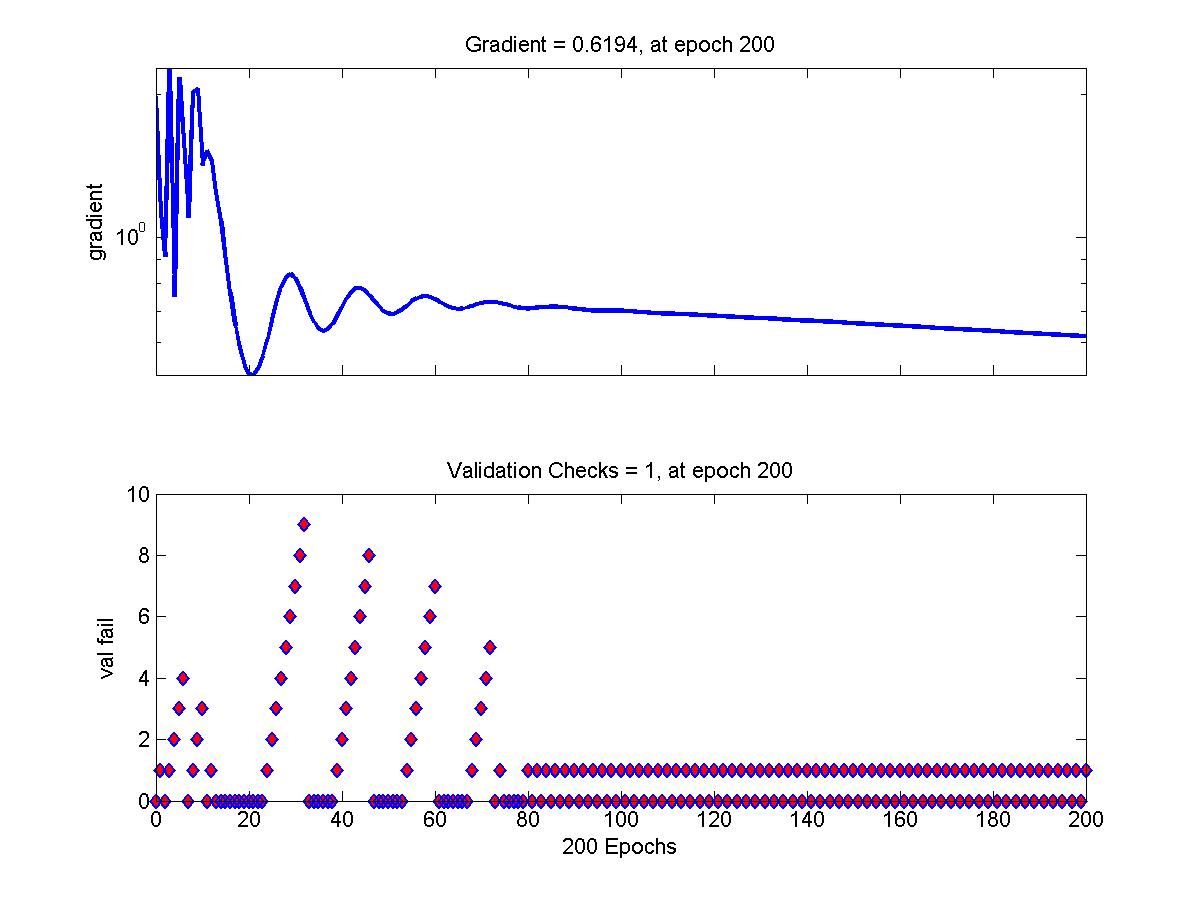 Gradient = 0.6194, at epoch 200
gradient
10^0
Validation Checks = 1, at epoch 200
val fail
10
8
6
4
2
0
0 20 40 60 80 100 120 140 160 180 200
200 Epochs